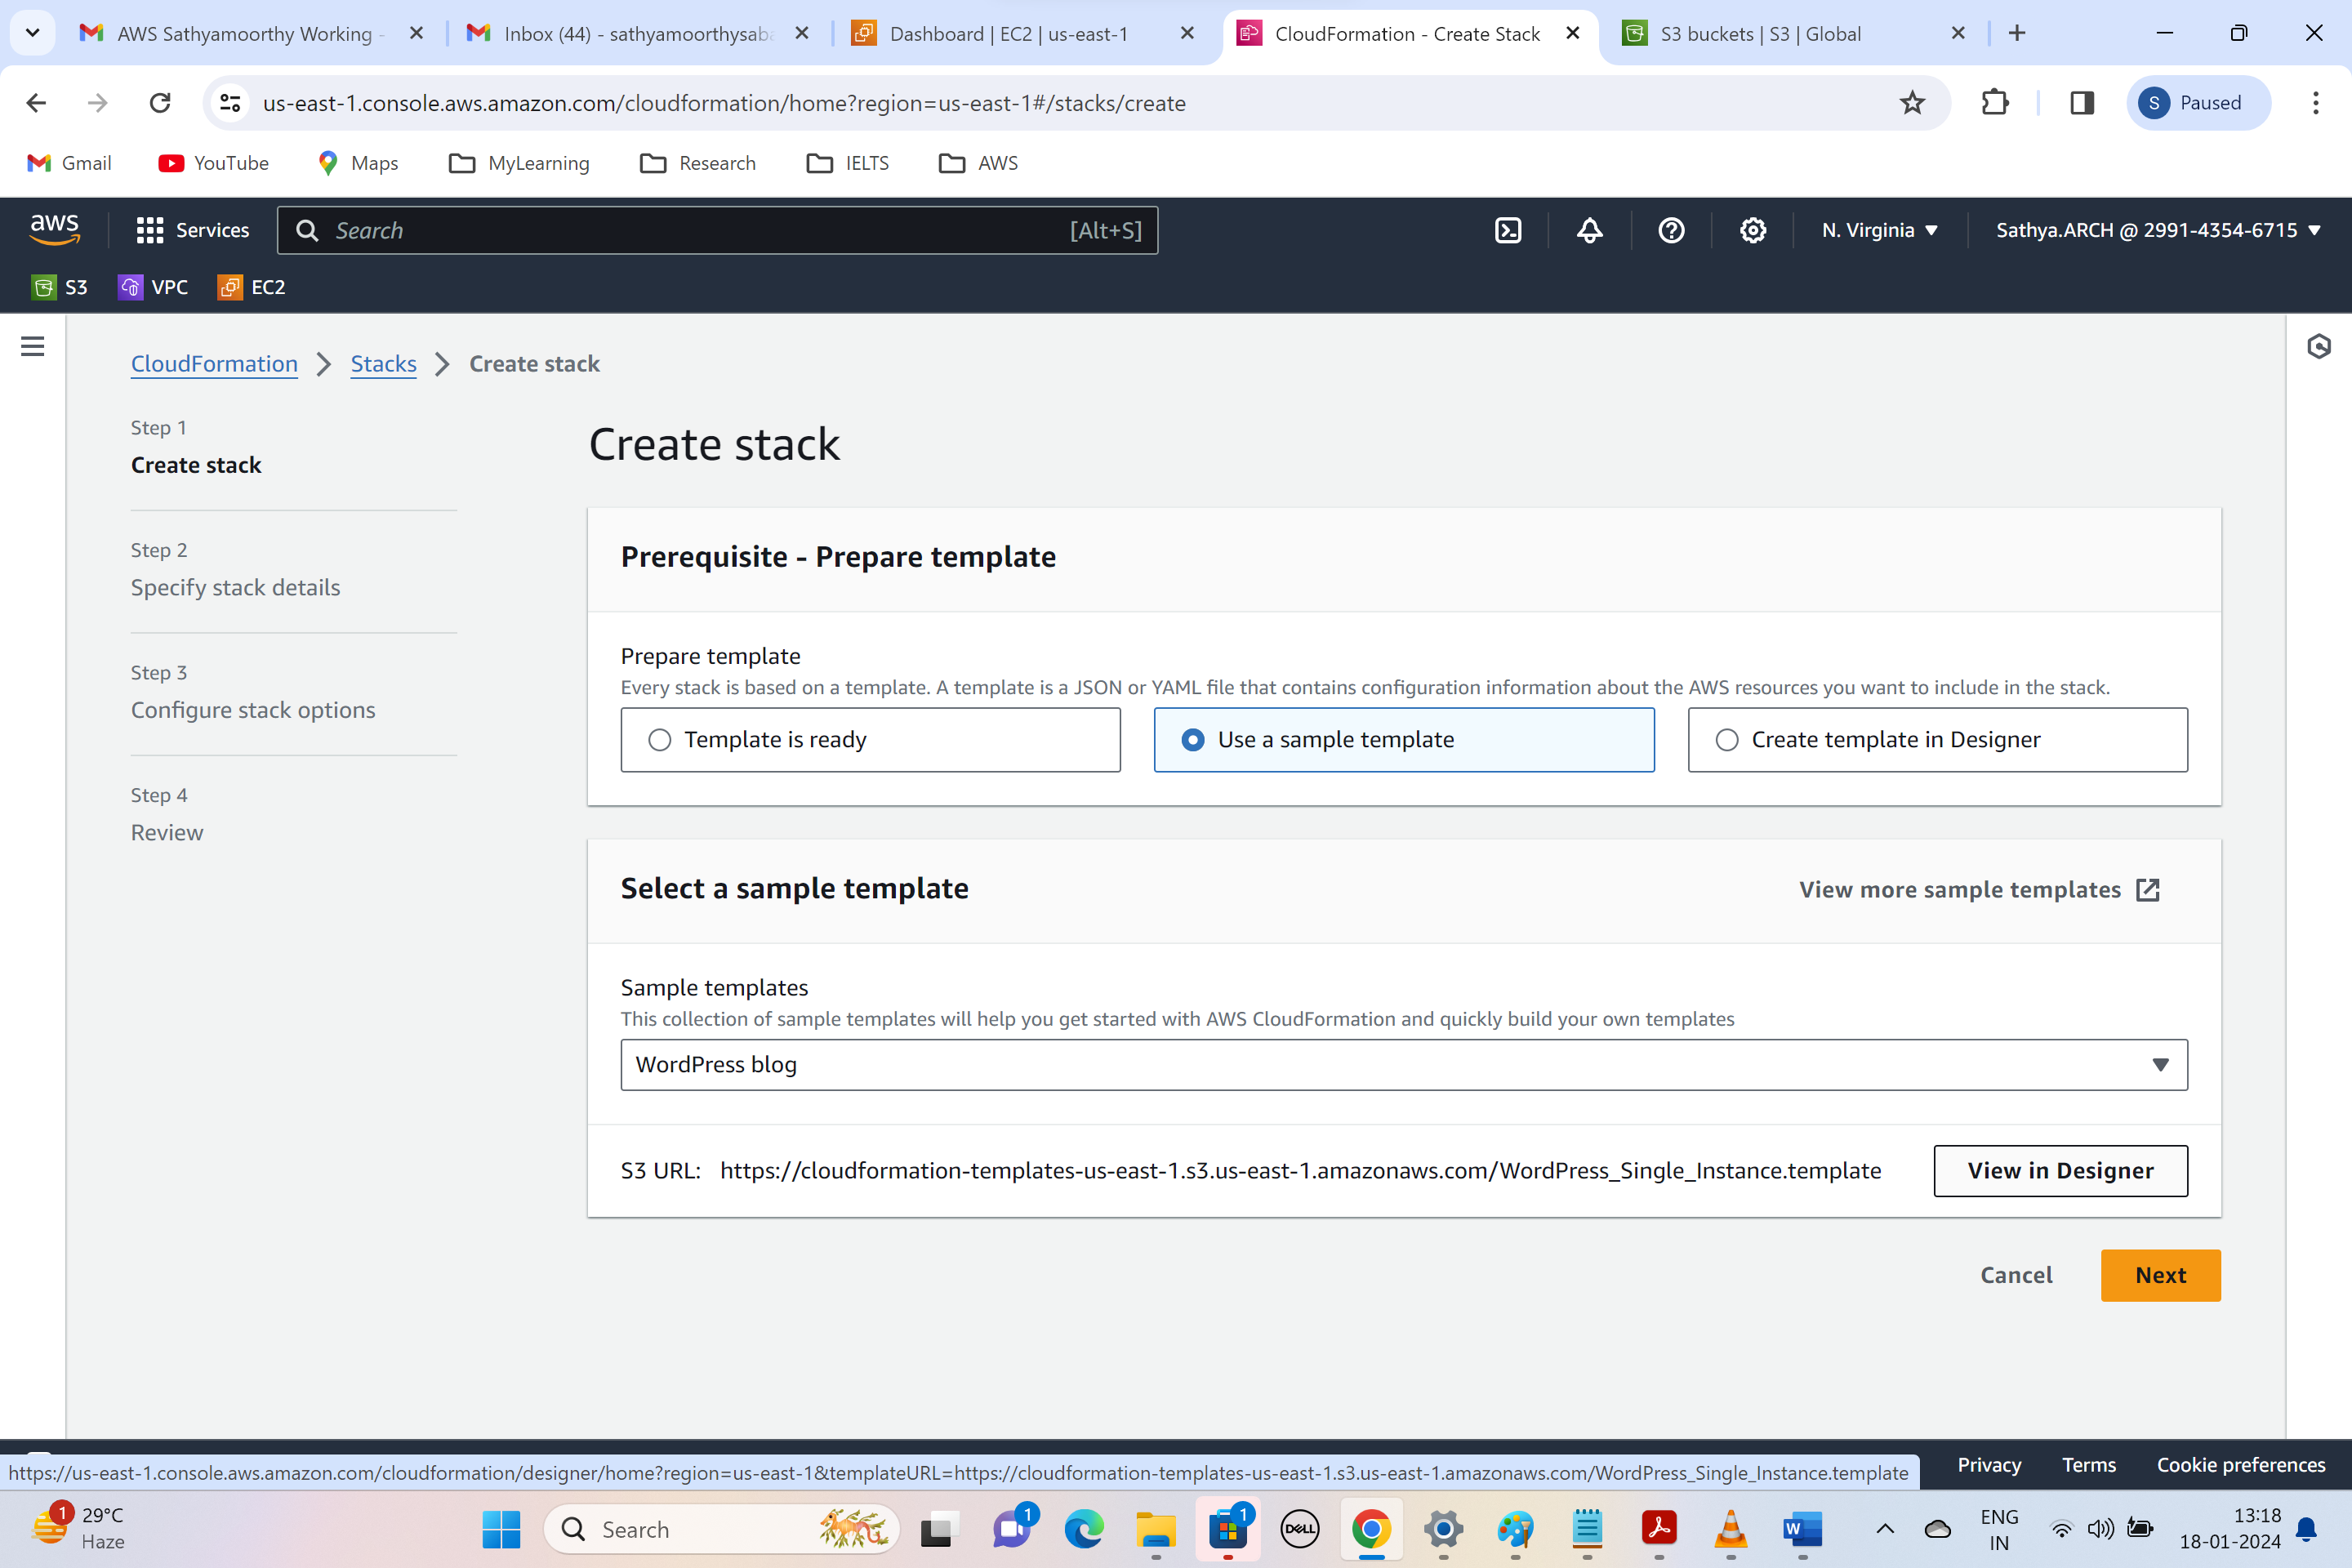 AWS Sathyamoorthy Working -
Inbox (44) - sathyamoorthysaba
Dashboard | EC2 | us-east-1
CloudFormation - Create Stack
S3 buckets | S3 | Global
us-east-1.console.aws.amazon.com/cloudformation/home?region=us-east-1#/stacks/create
S Paused
Gmail
YouTube
Maps
MyLearning
Research
IELTS
AWS
aws
Services
Search
[Alt+S]
N. Virginia
Sathya.ARCH @ 2991-4354-6715
S3
VPC
EC2
CloudFormation
Stacks
Create stack
Step 1
Create stack
Step 2
Specify stack details
Step 3
Configure stack options
Step 4
Review
Create stack
Prerequisite - Prepare template
Prepare template
Every stack is based on a template. A template is a JSON or YAML file that contains configuration information about the AWS resources you want to include in the stack.
Template is ready
Use a sample template
Create template in Designer
Select a sample template
View more sample templates
Sample templates
This collection of sample templates will help you get started with AWS CloudFormation and quickly build your own templates
WordPress blog
S3 URL: https://cloudformation-templates-us-east-1.s3.us-east-1.amazonaws.com/WordPress_Single_Instance.template
View in Designer
Cancel
Next
https://us-east-1.console.aws.amazon.com/cloudformation/designer/home?region=us-east-1&templateURL=https://cloudformation-templates-us-east-1.s3.us-east-1.amazonaws.com/WordPress_Single_Instance.template
Privacy
Terms
Cookie preferences
1
29°C
Haze
Search
1
1
DELL
W
ENG
IN
13:18
18-01-2024